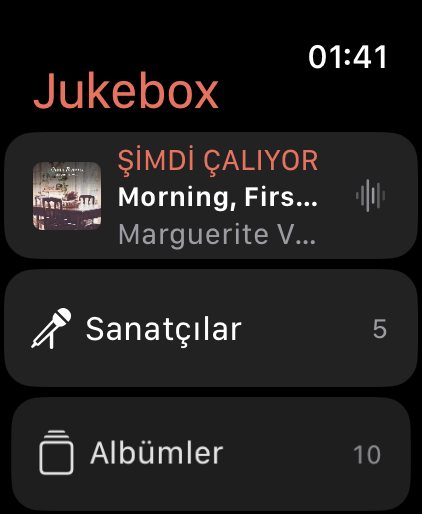 01:41
Jukebox
ŞİMDİ ÇALIYOR
Morning, Firs...
Marguerite V...
Sanatçılar 5
Albümler 10